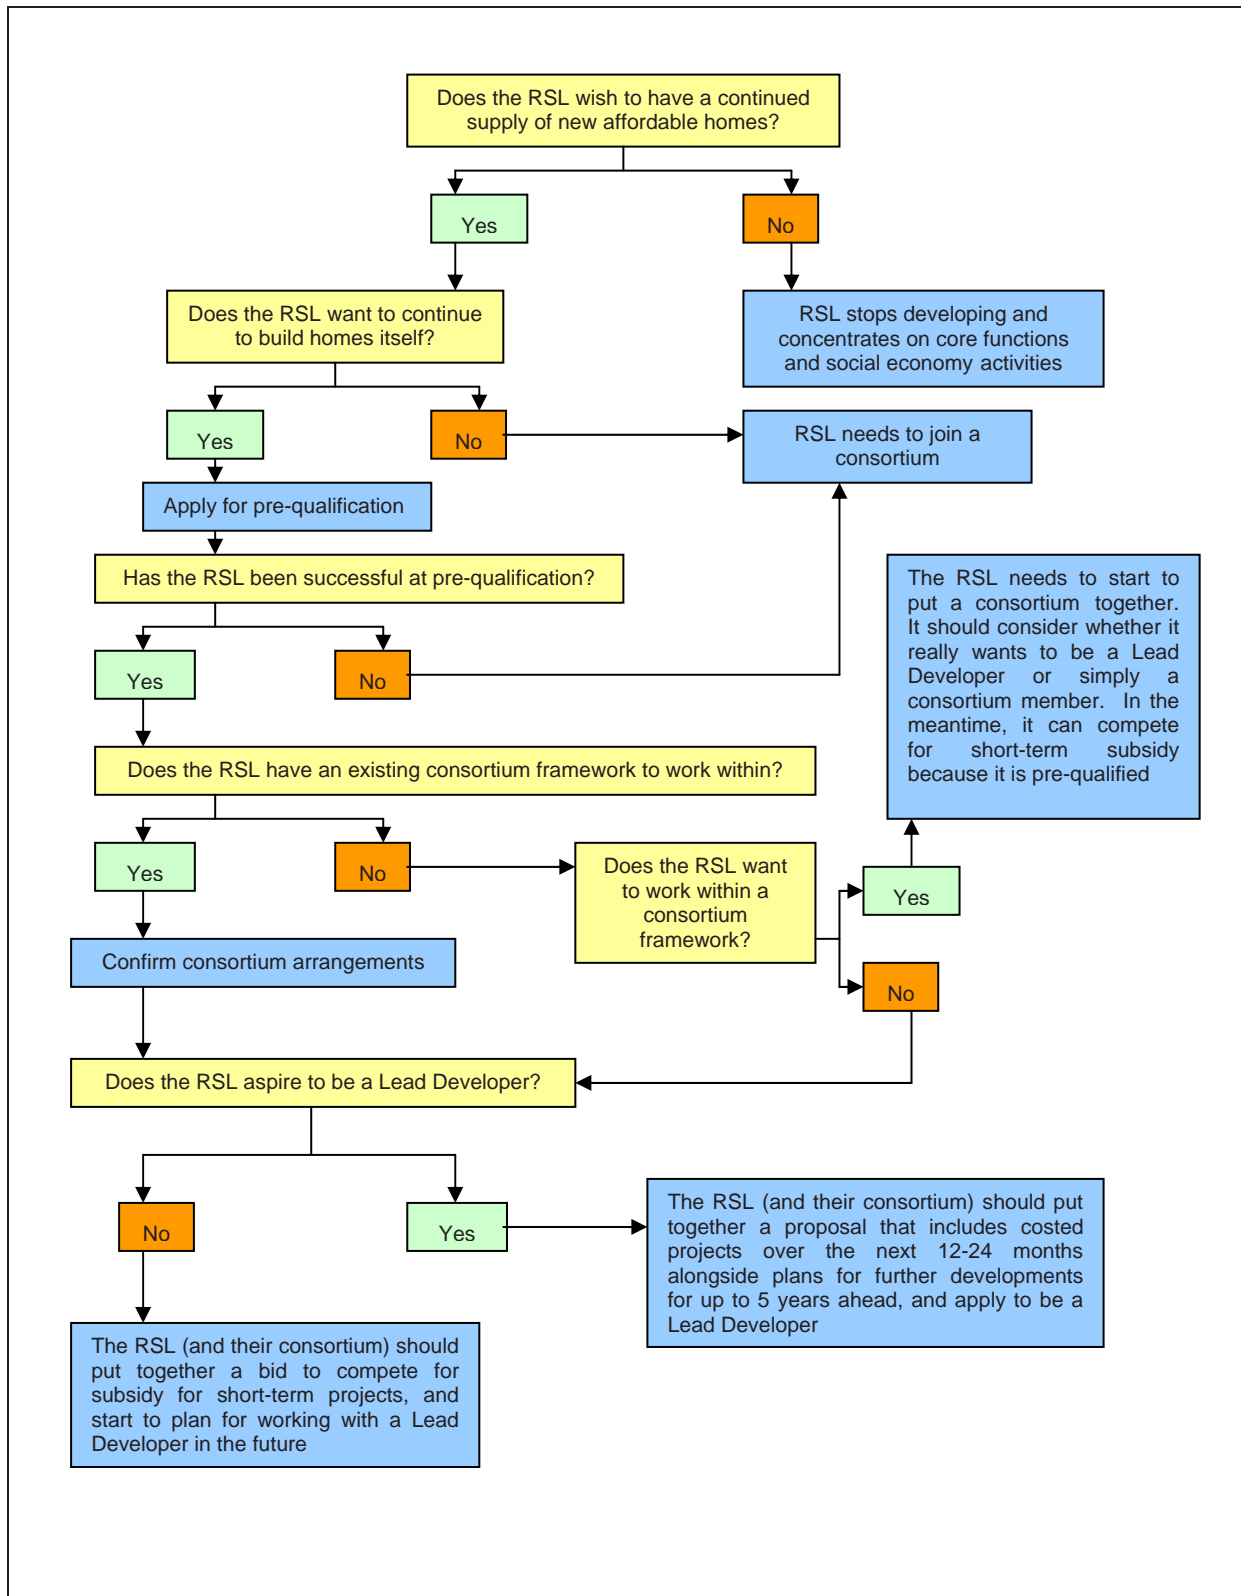 Does the RSL wish to have a continued
supply of new affordable homes?
Yes
No
Does the RSL want to continue
to build homes itself?
RSL stops developing and
concentrates on core functions
and social economy activities
Yes
No
RSL needs to join a
consortium
Apply for pre-qualification
Has the RSL been successful at pre-qualification?
The RSL needs to start to
put a consortium together.
It should consider whether it
really wants to be a Lead
Developer or simply a
consortium member. In the
meantime, it can compete
for short-term subsidy
because it is pre-qualified
Yes
No
Does the RSL have an existing consortium framework to work within?
Yes
No
Does the RSL want
to work within a
consortium
framework?
Yes
Confirm consortium arrangements
No
Does the RSL aspire to be a Lead Developer?
No
Yes
The RSL (and their consortium) should put
together a proposal that includes costed
projects over the next 12-24 months
alongside plans for further developments
for up to 5 years ahead, and apply to be a
Lead Developer
The RSL (and their consortium) should
put together a bid to compete for
subsidy for short-term projects, and
start to plan for working with a Lead
Developer in the future